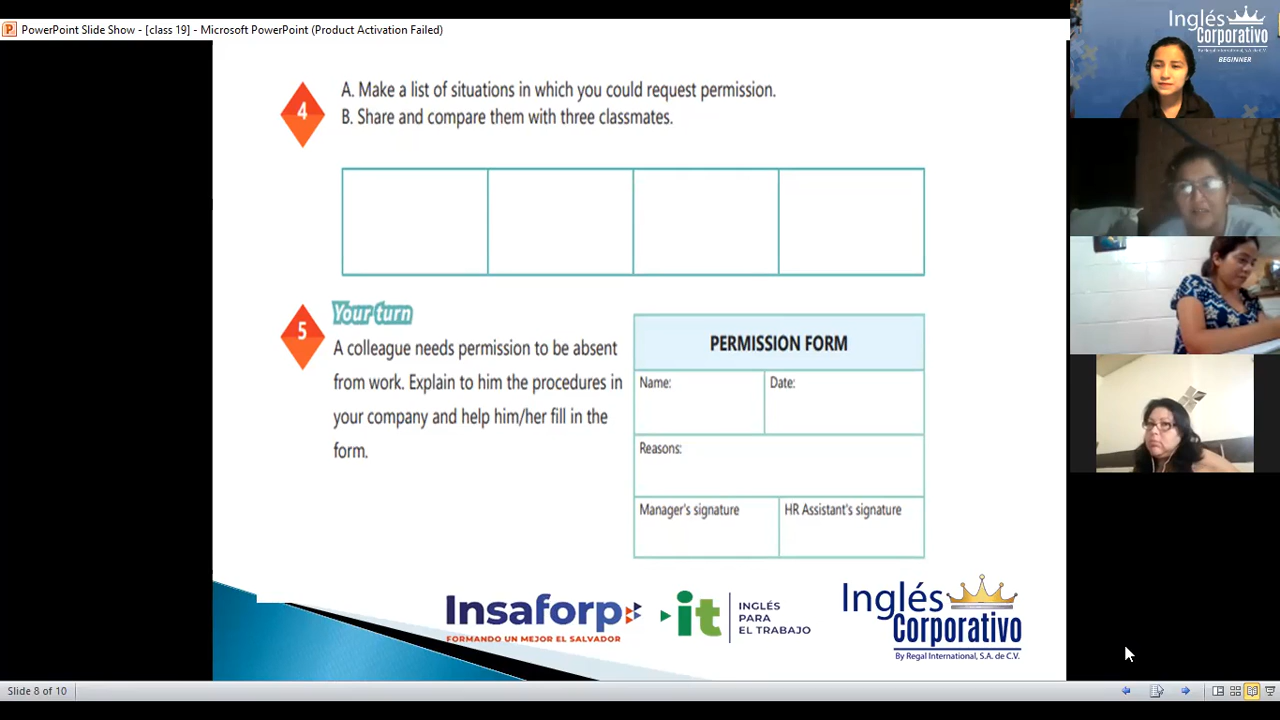 PowerPoint Slide Show - [class 19] - Microsoft PowerPoint (Product Activation Failed)
Inglés
Corporativo
By Regal International, S.A. de C.V.
BEGINNER
4
A. Make a list of situations in which you could request permission.
B. Share and compare them with three classmates.
5
Your turn
A colleague needs permission to be absent
from work. Explain to him the procedures in
your company and help him/her fill in the
form.
PERMISSION FORM
Name:
Date:
Reasons:
Manager's signature
HR Assistant's signature
Insaforp
FORMANDO UN MEJOR EL SALVADOR
it
INGLÉS
PARA
EL TRABAJO
Inglés
Corporativo
By Regal International, S.A. de C.V.
Slide 8 of 10